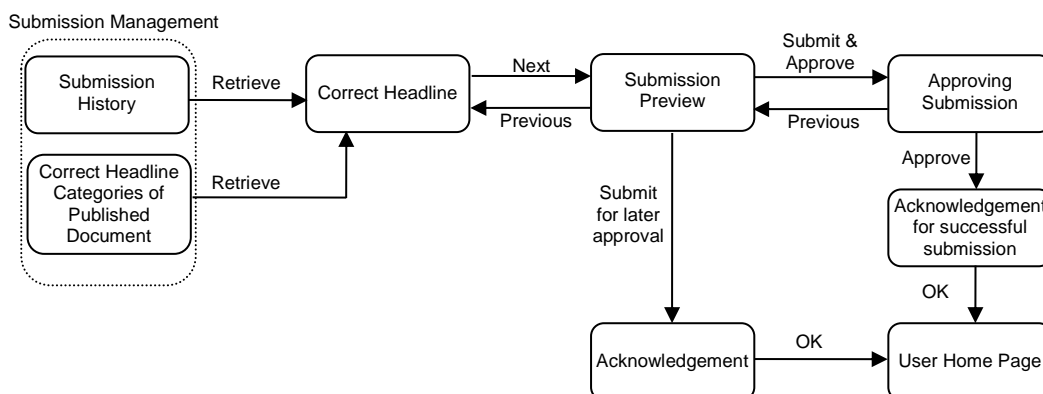 Submission Management
Submission
History
Retrieve
Correct Headline
Next
Previous
Submission
Preview
Submit &
Approve
Previous
Approving
Submission
Correct Headline
Categories of
Published
Document
Retrieve
Submit
for later
approval
Approve
Acknowledgement
for successful
submission
OK
Acknowledgement
OK
User Home Page